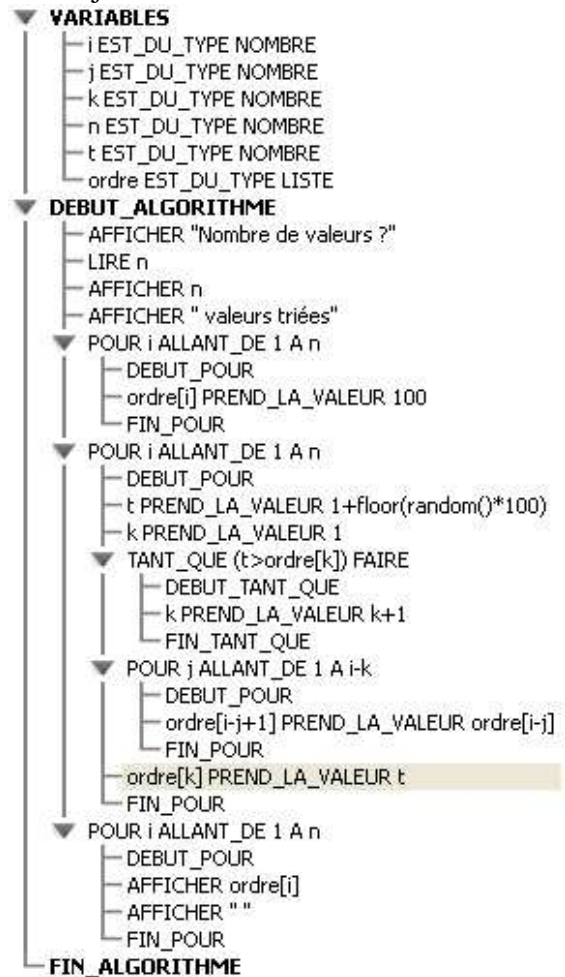 VARIABLES
i EST_DU_TYPE NOMBRE
j EST_DU_TYPE NOMBRE
k EST_DU_TYPE NOMBRE
n EST_DU_TYPE NOMBRE
t EST_DU_TYPE NOMBRE
ordre EST_DU_TYPE LISTE
DEBUT_ALGORITHME
AFFICHER "Nombre de valeurs ?"
LIRE n
AFFICHER n
AFFICHER " valeurs triées"
POUR i ALLANT_DE 1 A n
DEBUT_POUR
ordre[i] PREND_LA_VALEUR 100
FIN_POUR
POUR i ALLANT_DE 1 A n
DEBUT_POUR
t PREND_LA_VALEUR 1+floor(random()*100)
k PREND_LA_VALEUR 1
TANT_QUE (t>ordre[k]) FAIRE
DEBUT_TANT_QUE
k PREND_LA_VALEUR k+1
FIN_TANT_QUE
POUR j ALLANT_DE 1 A i-k
DEBUT_POUR
ordre[i-j+1] PREND_LA_VALEUR ordre[i-j]
FIN_POUR
ordre[k] PREND_LA_VALEUR t
FIN_POUR
POUR i ALLANT_DE 1 A n
DEBUT_POUR
AFFICHER ordre[i]
AFFICHER " "
FIN_POUR
FIN_ALGORITHME